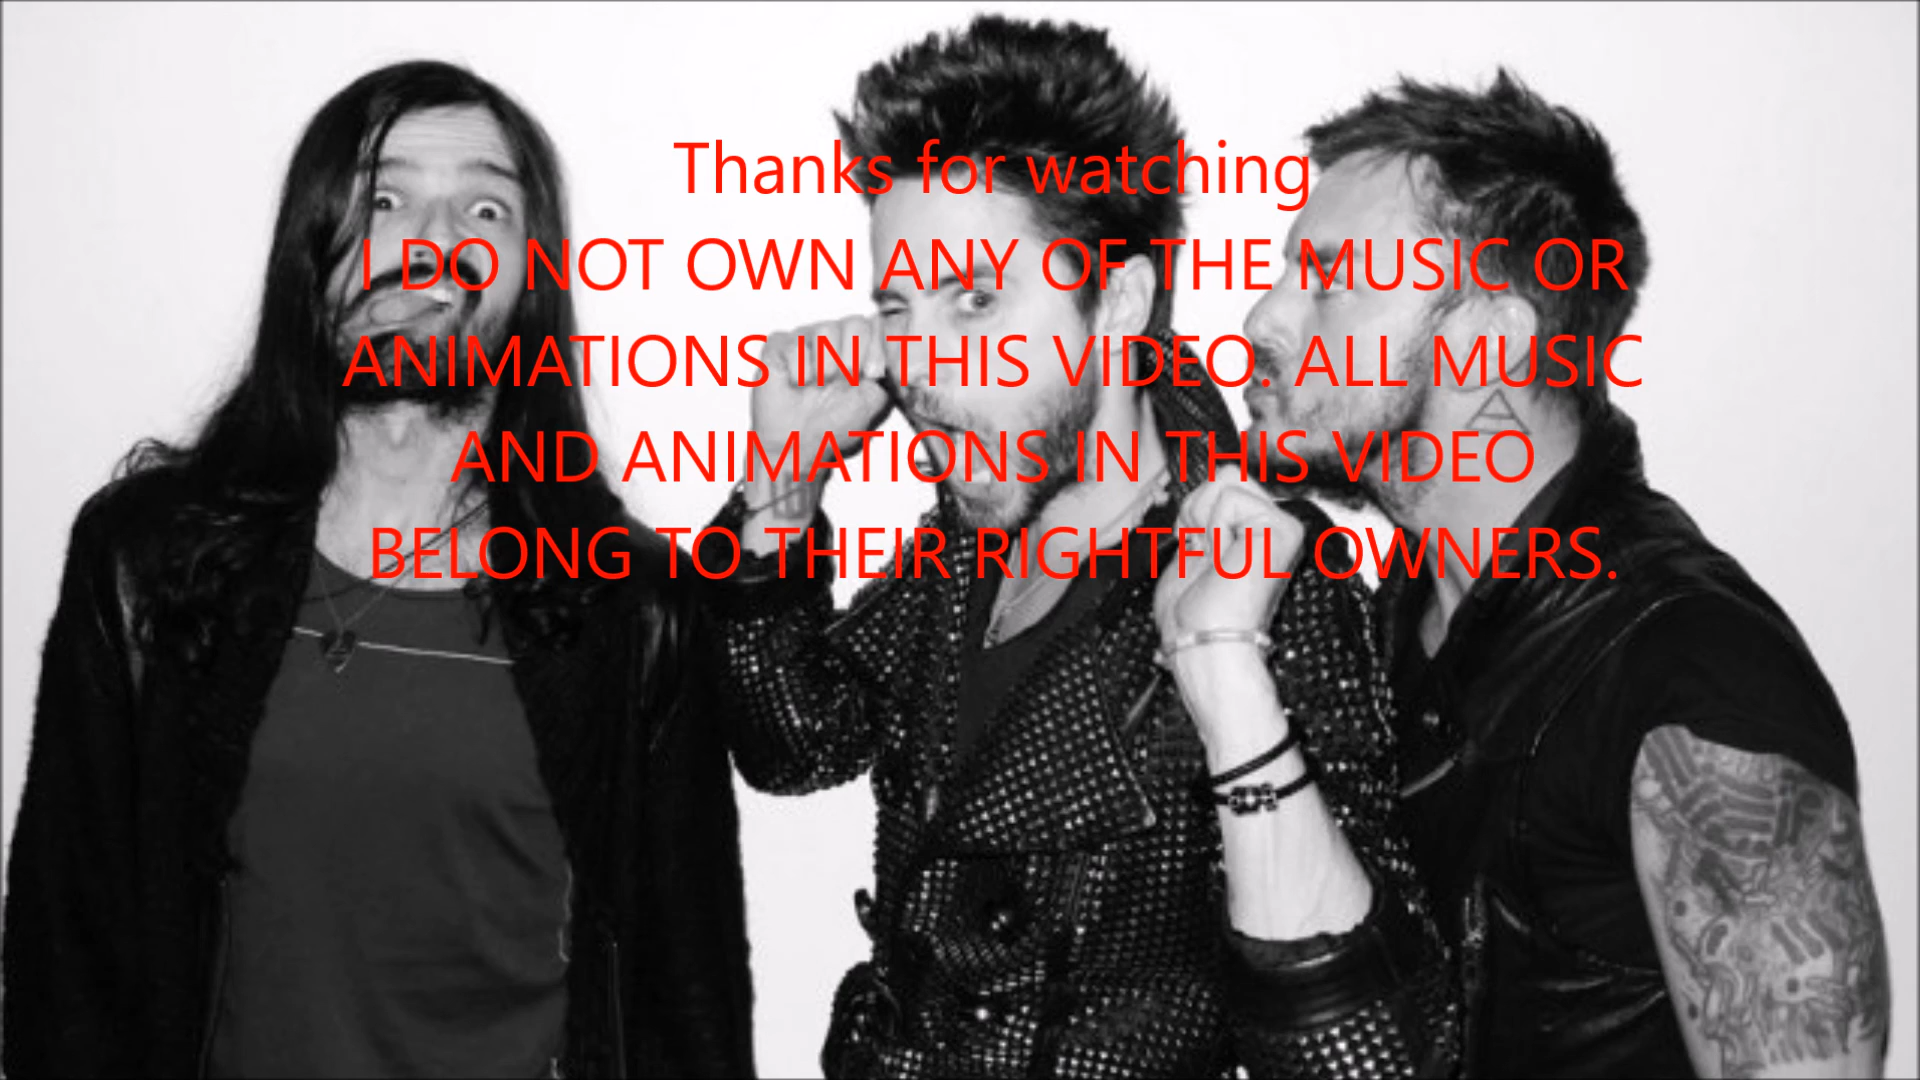 Thanks for watching
I DO NOT OWN ANY OF THE MUSIC OR
ANIMATIONS IN THIS VIDEO. ALL MUSIC
AND ANIMATIONS IN THIS VIDEO
BELONG TO THEIR RIGHTFUL OWNERS.